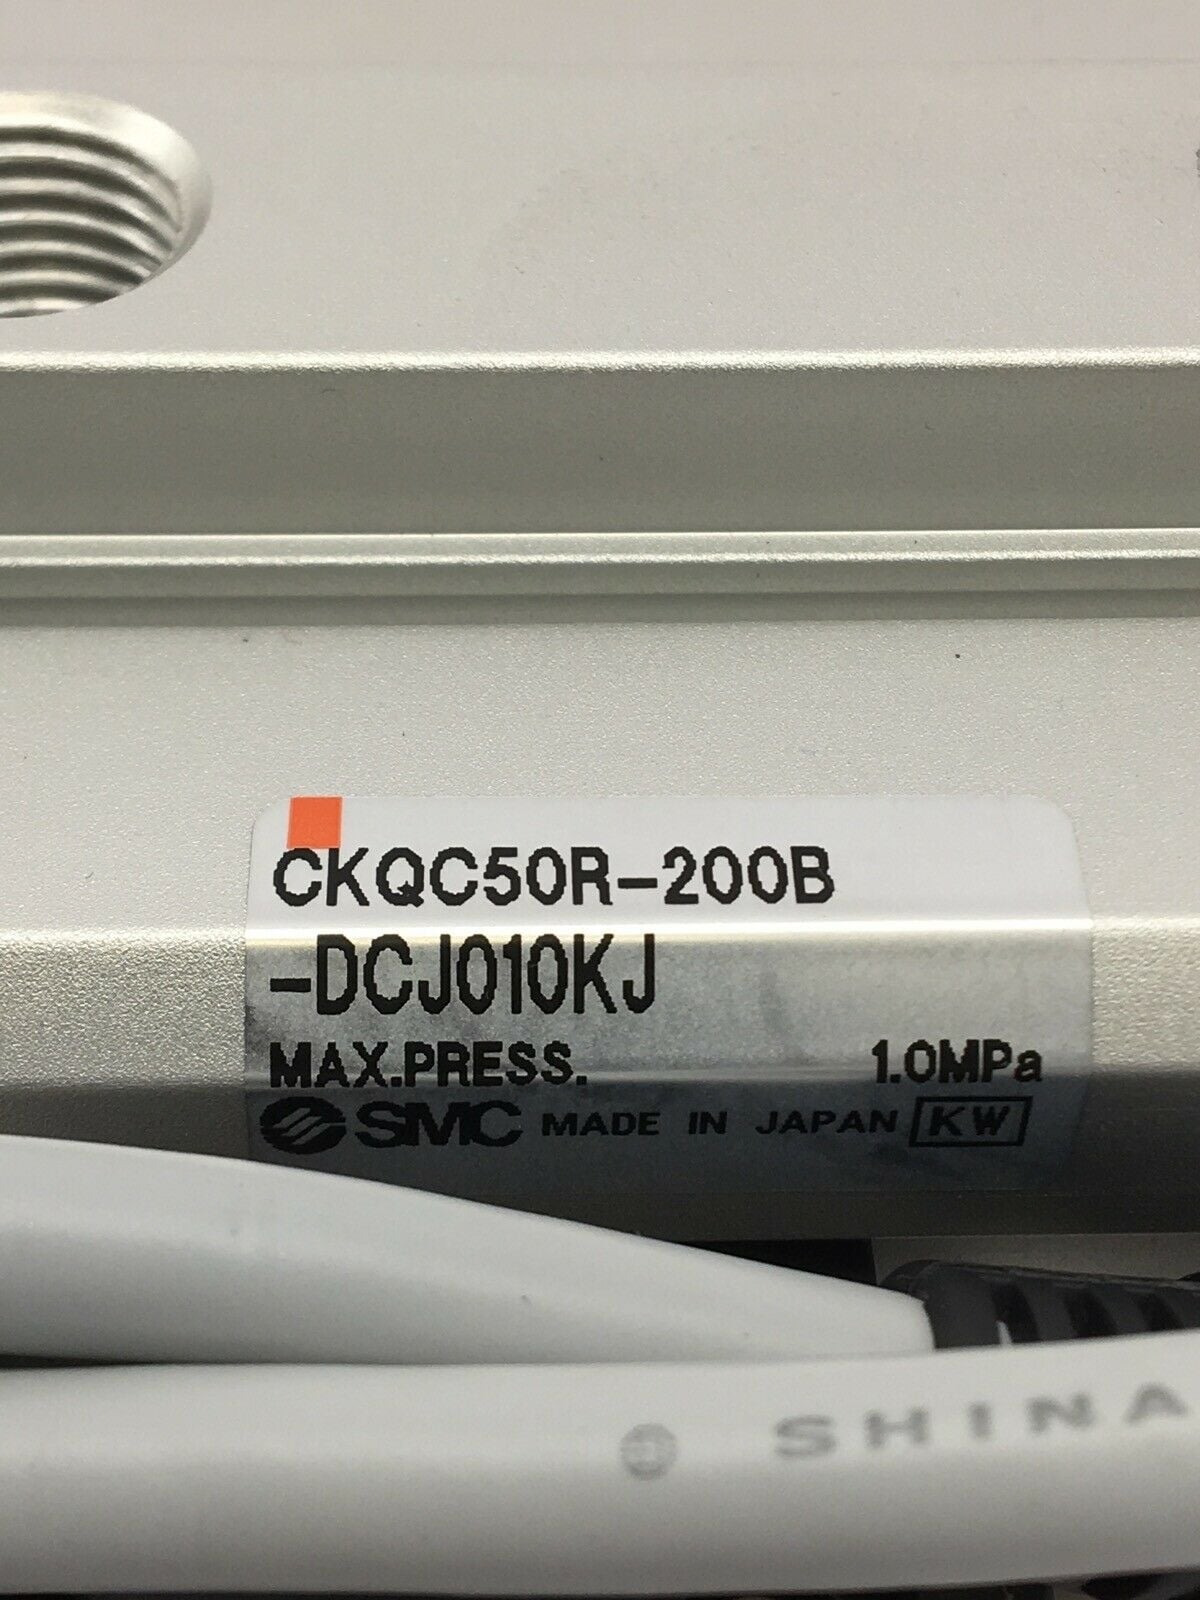 CKQC50R-200B
-DCJ010KJ
MAX.PRESS. 1.0MPa
SMC MADE IN JAPAN KW
SHINA